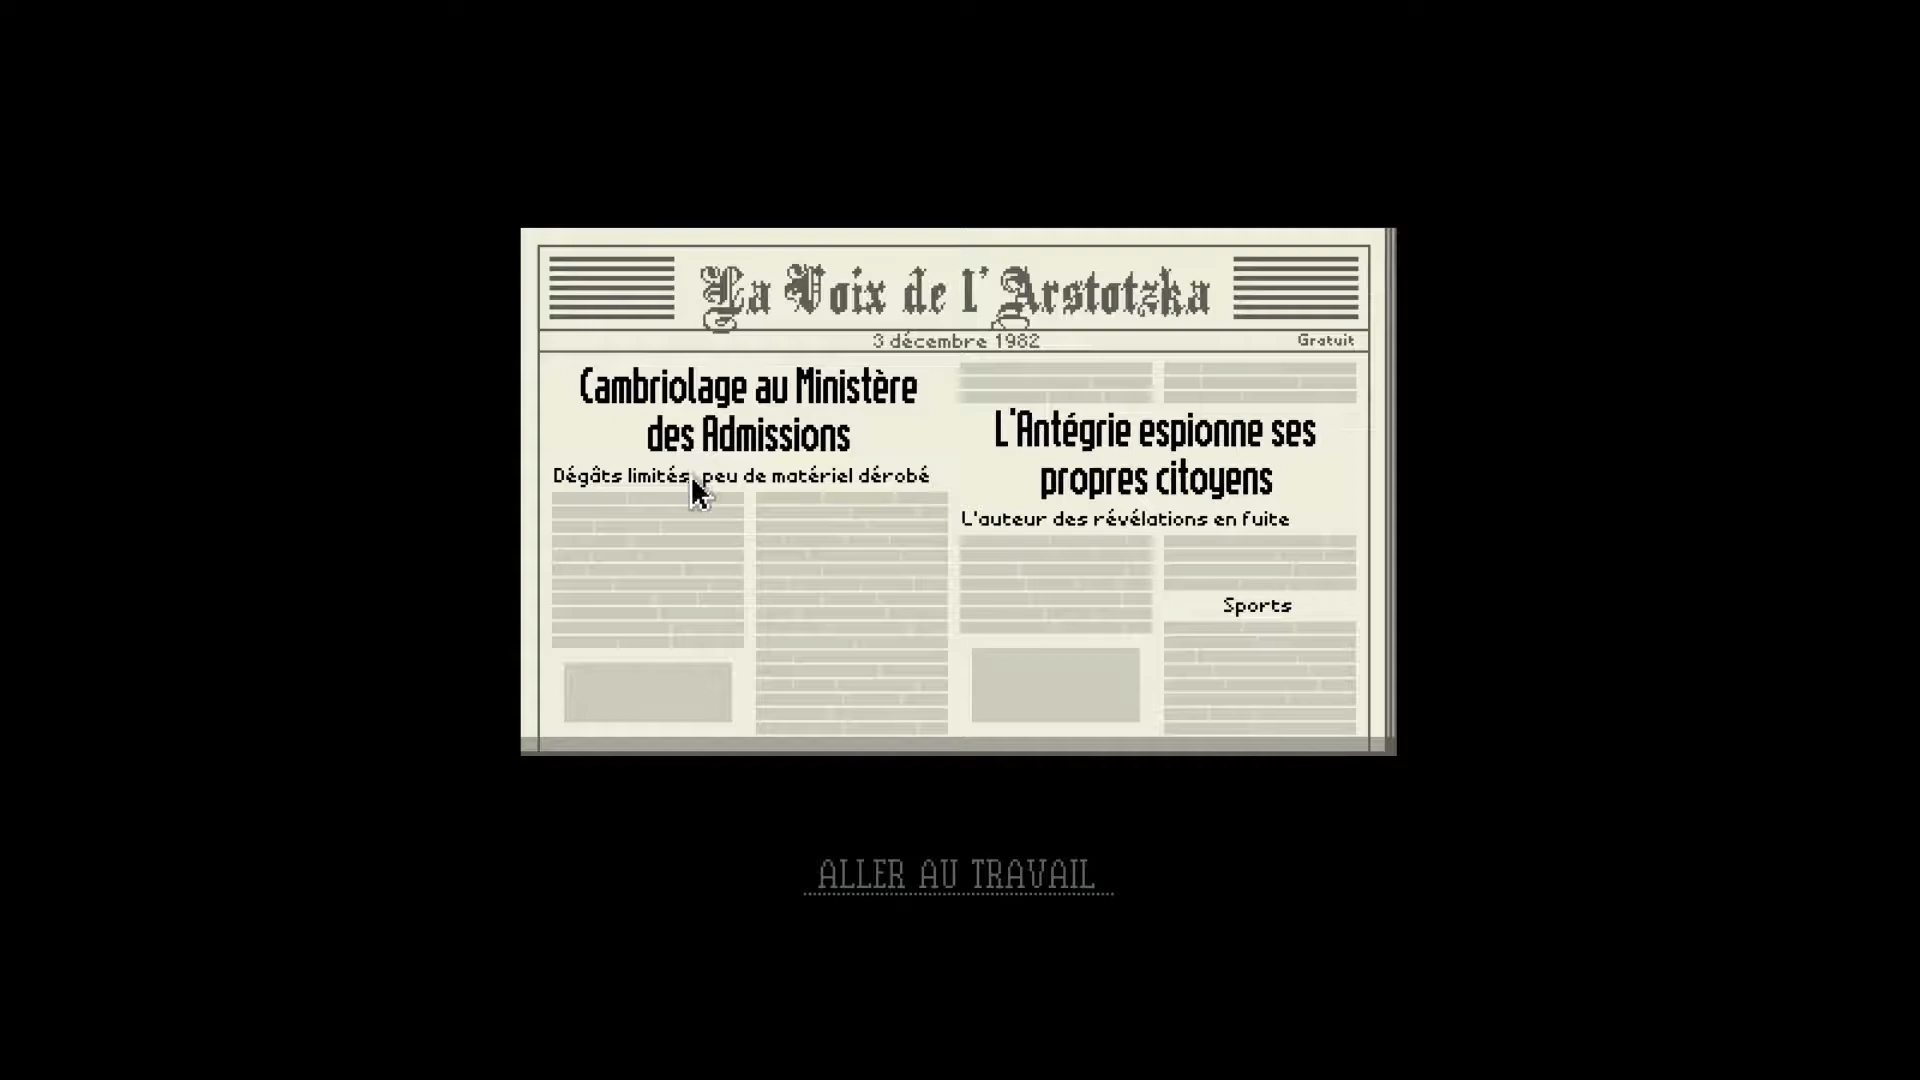 La Voix de l'Arstotzka
3 décembre 1982
Gratuit
Cambriolage au Ministère
des Admissions
Dégâts limités, peu de matériel dérobé
L'Antégrie espionne ses
propres citoyens
L'auteur des révélations en fuite
Sports
ALLER AU TRAVAIL